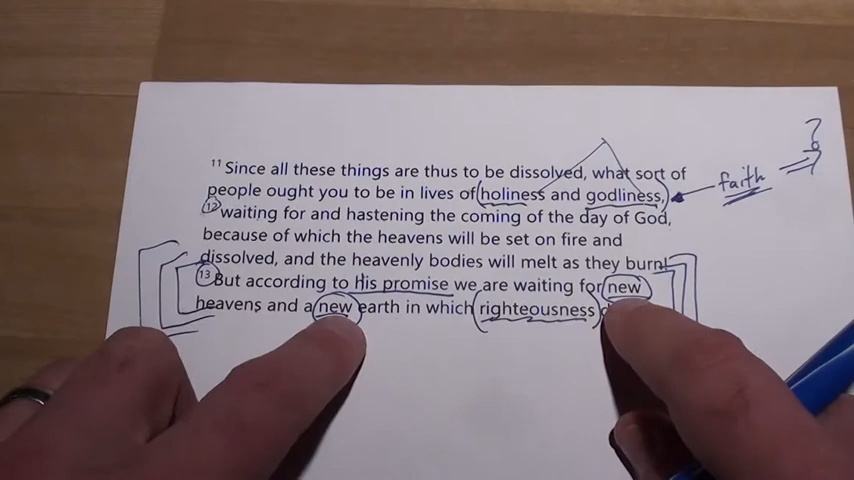 11 Since all these things are thus to be dissolved, what sort of
people ought you to be in lives of holiness and godliness,
faith
?
12 waiting for and hastening the coming of the day of God,
because of which the heavens will be set on fire and
dissolved, and the heavenly bodies will melt as they burn!
13 But according to His promise we are waiting for new
heavens and a new earth in which righteousness